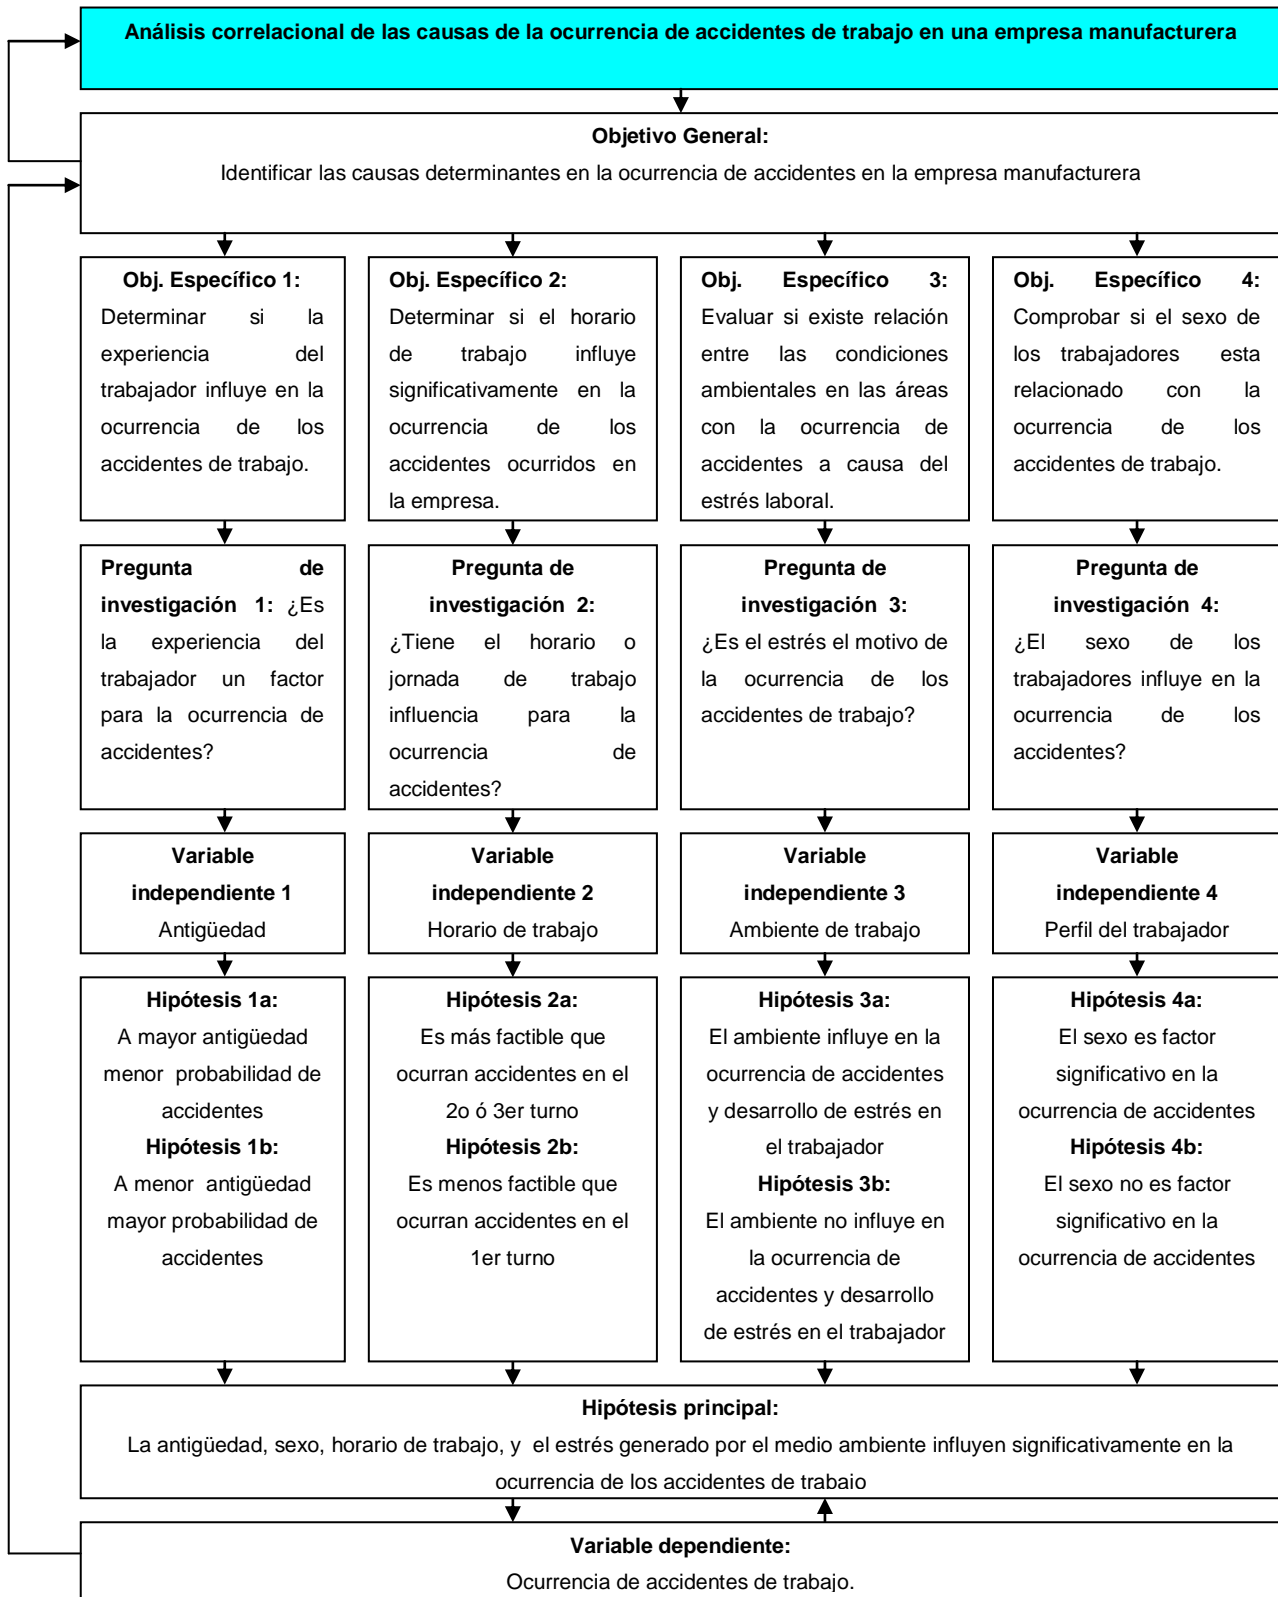 Análisis correlacional de las causas de la ocurrencia de accidentes de trabajo en una empresa manufacturera
Objetivo General:
Identificar las causas determinantes en la ocurrencia de accidentes en la empresa manufacturera
Obj. Específico 1:
Determinar si la
experiencia del
trabajador influye en la
ocurrencia de los
accidentes de trabajo.
Obj. Específico 2:
Determinar si el horario
de trabajo influye
significativamente en la
ocurrencia de los
accidentes ocurridos en
la empresa.
Obj. Específico 3:
Evaluar si existe relación
entre las condiciones
ambientales en las áreas
con la ocurrencia de
accidentes a causa del
estrés laboral.
Obj. Específico 4:
Comprobar si el sexo de
los trabajadores esta
relacionado con la
ocurrencia de los
accidentes de trabajo.
Pregunta de
investigación 1: ¿Es
la experiencia del
trabajador un factor
para la ocurrencia de
accidentes?
Pregunta de
investigación 2:
¿Tiene el horario o
jornada de trabajo
influencia para la
ocurrencia de
accidentes?
Pregunta de
investigación 3:
¿Es el estrés el motivo de
la ocurrencia de los
accidentes de trabajo?
Pregunta de
investigación 4:
¿El sexo de los
trabajadores influye en la
ocurrencia de los
accidentes?
Variable
independiente 1
Antigüedad
Variable
independiente 2
Horario de trabajo
Variable
independiente 3
Ambiente de trabajo
Variable
independiente 4
Perfil del trabajador
Hipótesis 1a:
A mayor antigüedad
menor probabilidad de
accidentes
Hipótesis 1b:
A menor antigüedad
mayor probabilidad de
accidentes
Hipótesis 2a:
Es más factible que
ocurran accidentes en el
2o ó 3er turno
Hipótesis 2b:
Es menos factible que
ocurran accidentes en el
1er turno
Hipótesis 3a:
El ambiente influye en la
ocurrencia de accidentes
y desarrollo de estrés en
el trabajador
Hipótesis 3b:
El ambiente no influye en
la ocurrencia de
accidentes y desarrollo
de estrés en el trabajador
Hipótesis 4a:
El sexo es factor
significativo en la
ocurrencia de accidentes
Hipótesis 4b:
El sexo no es factor
significativo en la
ocurrencia de accidentes
Hipótesis principal:
La antigüedad, sexo, horario de trabajo, y el estrés generado por el medio ambiente influyen significativamente en la
ocurrencia de los accidentes de trabajo
Variable dependiente:
Ocurrencia de accidentes de trabajo.